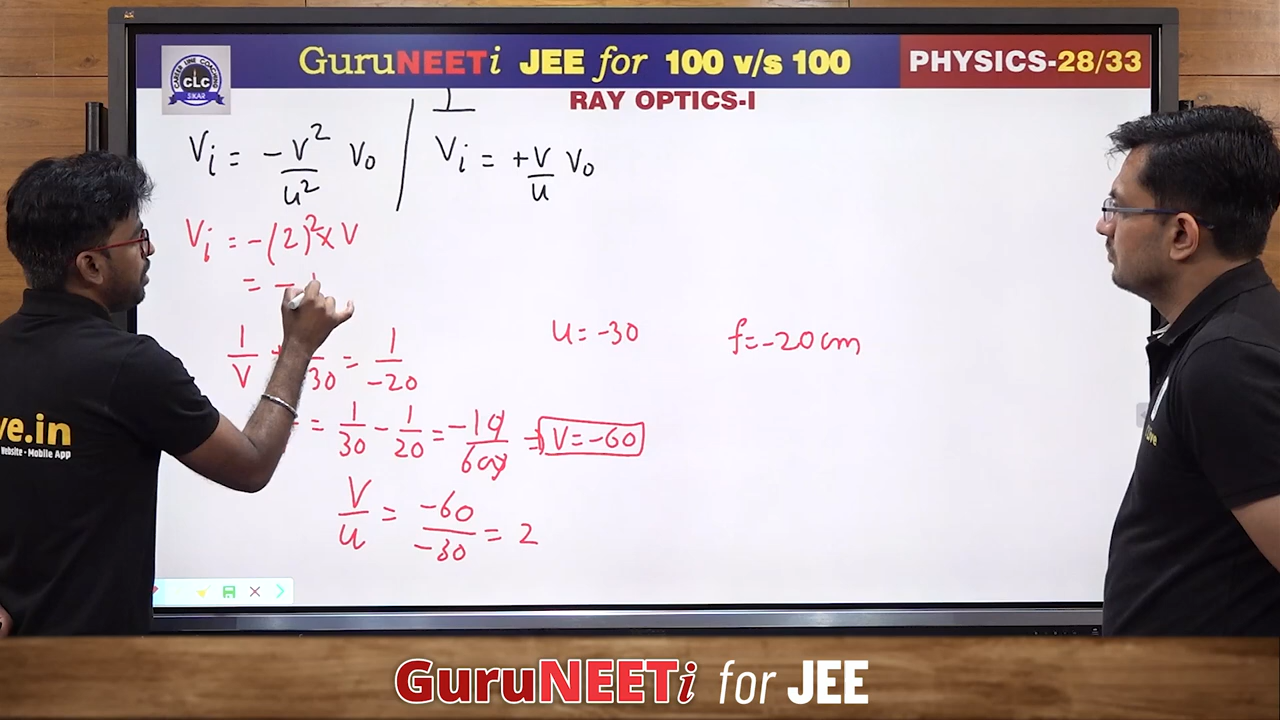 GuruNEETi JEE for 100 v/s 100
PHYSICS-28/33
CAREER LINE COACHING
CLC
SIKAR
RAY OPTICS-I
Vi = -v²/u² vo
Vi = +v/u vo
Vi = -(2)² x V
= -
u = -30
f = -20 cm
1/v + 30 = 1/-20
= 1/30 - 1/20 = -10/600
V = -60
V/u = -60/-30 = 2
ve.in
Website · Mobile App
GuruNEETi for JEE